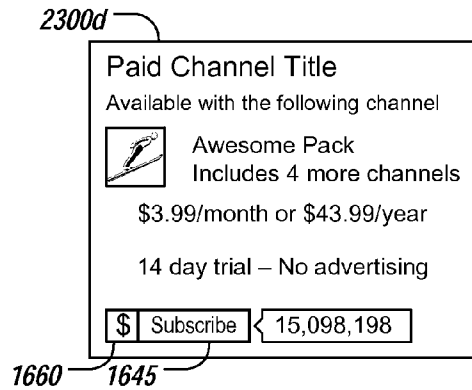 2300d
Paid Channel Title
Available with the following channel
Awesome Pack
Includes 4 more channels
$3.99/month or $43.99/year
14 day trial – No advertising
$ Subscribe 15,098,198
1660 1645